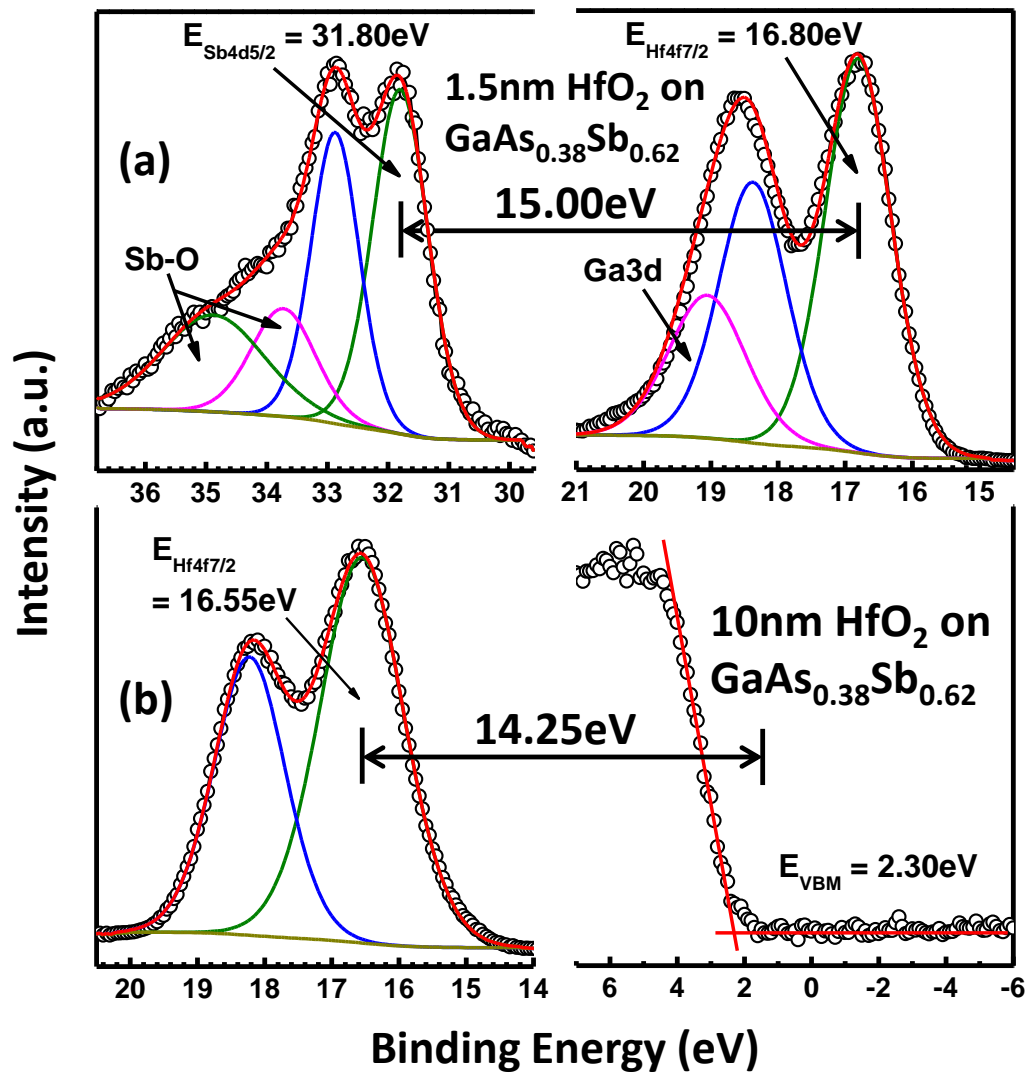 E_Sb4d5/2 = 31.80eV
E_Hf4f7/2 = 16.80eV
1.5nm HfO₂ on
GaAs₀.₃₈Sb₀.₆₂
(a)
15.00eV
Sb-O
Ga3d
36 35 34 33 32 31 30
21 20 19 18 17 16 15
E_Hf4f7/2
= 16.55eV
10nm HfO₂ on
GaAs₀.₃₈Sb₀.₆₂
(b)
14.25eV
E_VBM = 2.30eV
20 19 18 17 16 15 14
6 4 2 0 -2 -4 -6
Intensity (a.u.)
Binding Energy (eV)